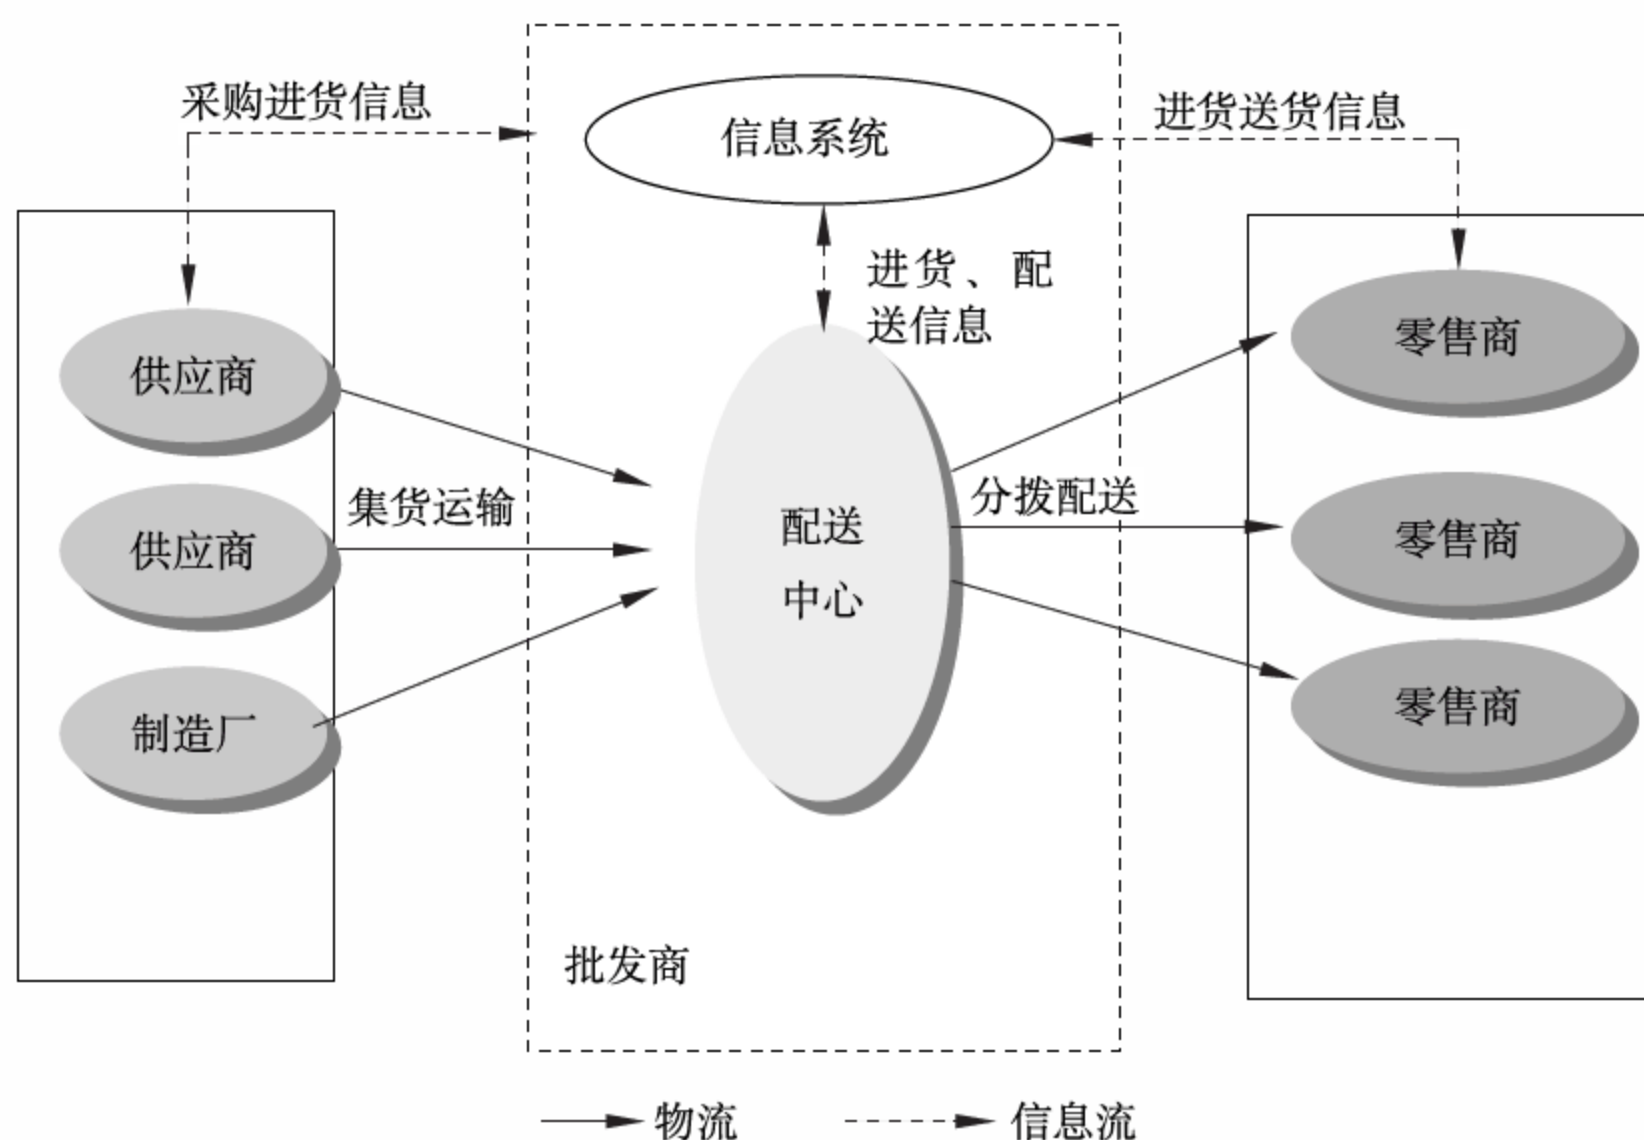 采购进货信息
信息系统
进货送货信息
进货、配
送信息
供应商
零售商
集货运输
分拨配送
供应商
配送
中心
零售商
制造厂
零售商
批发商
物流
信息流